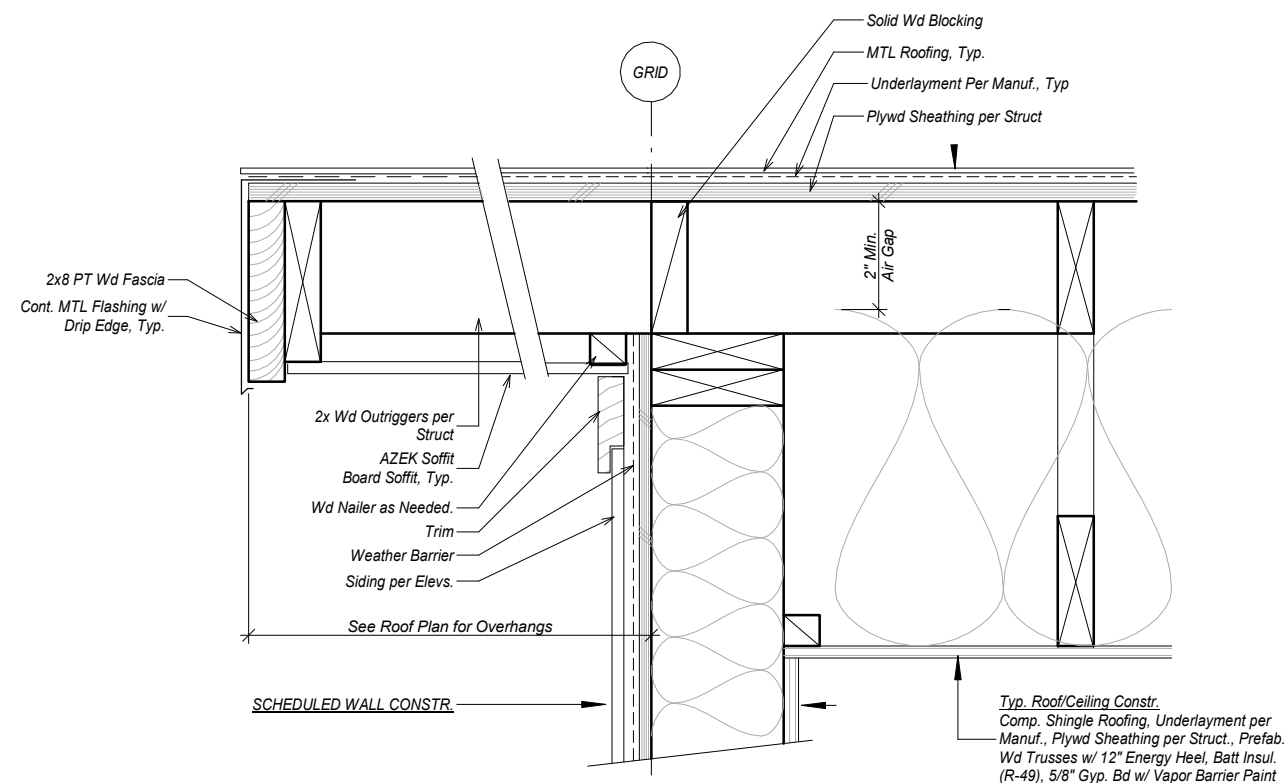 Solid Wd Blocking
GRID
MTL Roofing, Typ.
Underlayment Per Manuf., Typ
Plywd Sheathing per Struct
2" Min.
Air Gap
2x8 PT Wd Fascia
Cont. MTL Flashing w/
Drip Edge, Typ.
2x Wd Outriggers per
Struct
AZEK Soffit
Board Soffit, Typ.
Wd Nailer as Needed.
Trim
Weather Barrier
Siding per Elevs.
See Roof Plan for Overhangs
SCHEDULED WALL CONSTR.
Typ. Roof/Ceiling Constr.
Comp. Shingle Roofing, Underlayment per
Manuf., Plywd Sheathing per Struct., Prefab.
Wd Trusses w/ 12" Energy Heel, Batt Insul.
(R-49), 5/8" Gyp. Bd w/ Vapor Barrier Paint